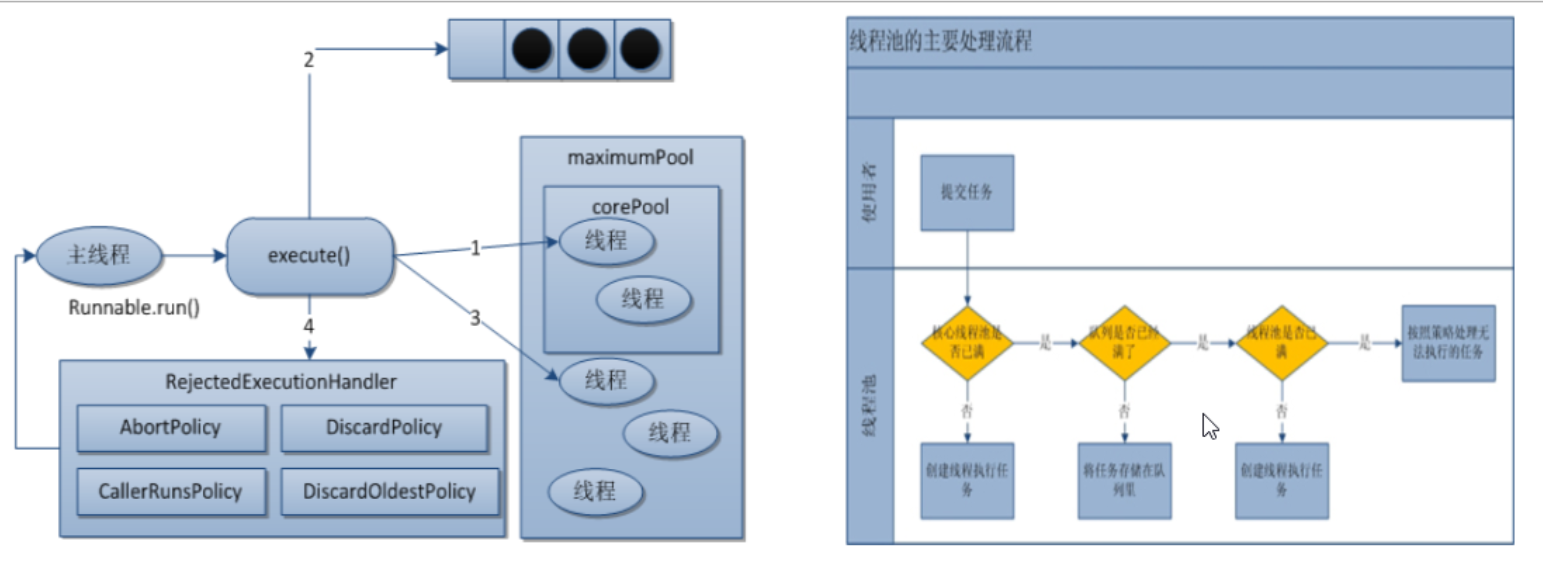 2
maximumPool
corePool
线程
线程
主线程
execute()
1
Runnable.run()
3
4
线程
线程
线程
RejectedExecutionHandler
AbortPolicy
DiscardPolicy
CallerRunsPolicy
DiscardOldestPolicy
线程池的主要处理流程
使用者
提交任务
线程池
核心线程池是
否已满
是
队列是否已经
满了
是
线程池是否已
满
是
按照策略处理无
法执行的任务
否
否
否
创建线程执行任
务
将任务存储在队
列里
创建线程执行任
务